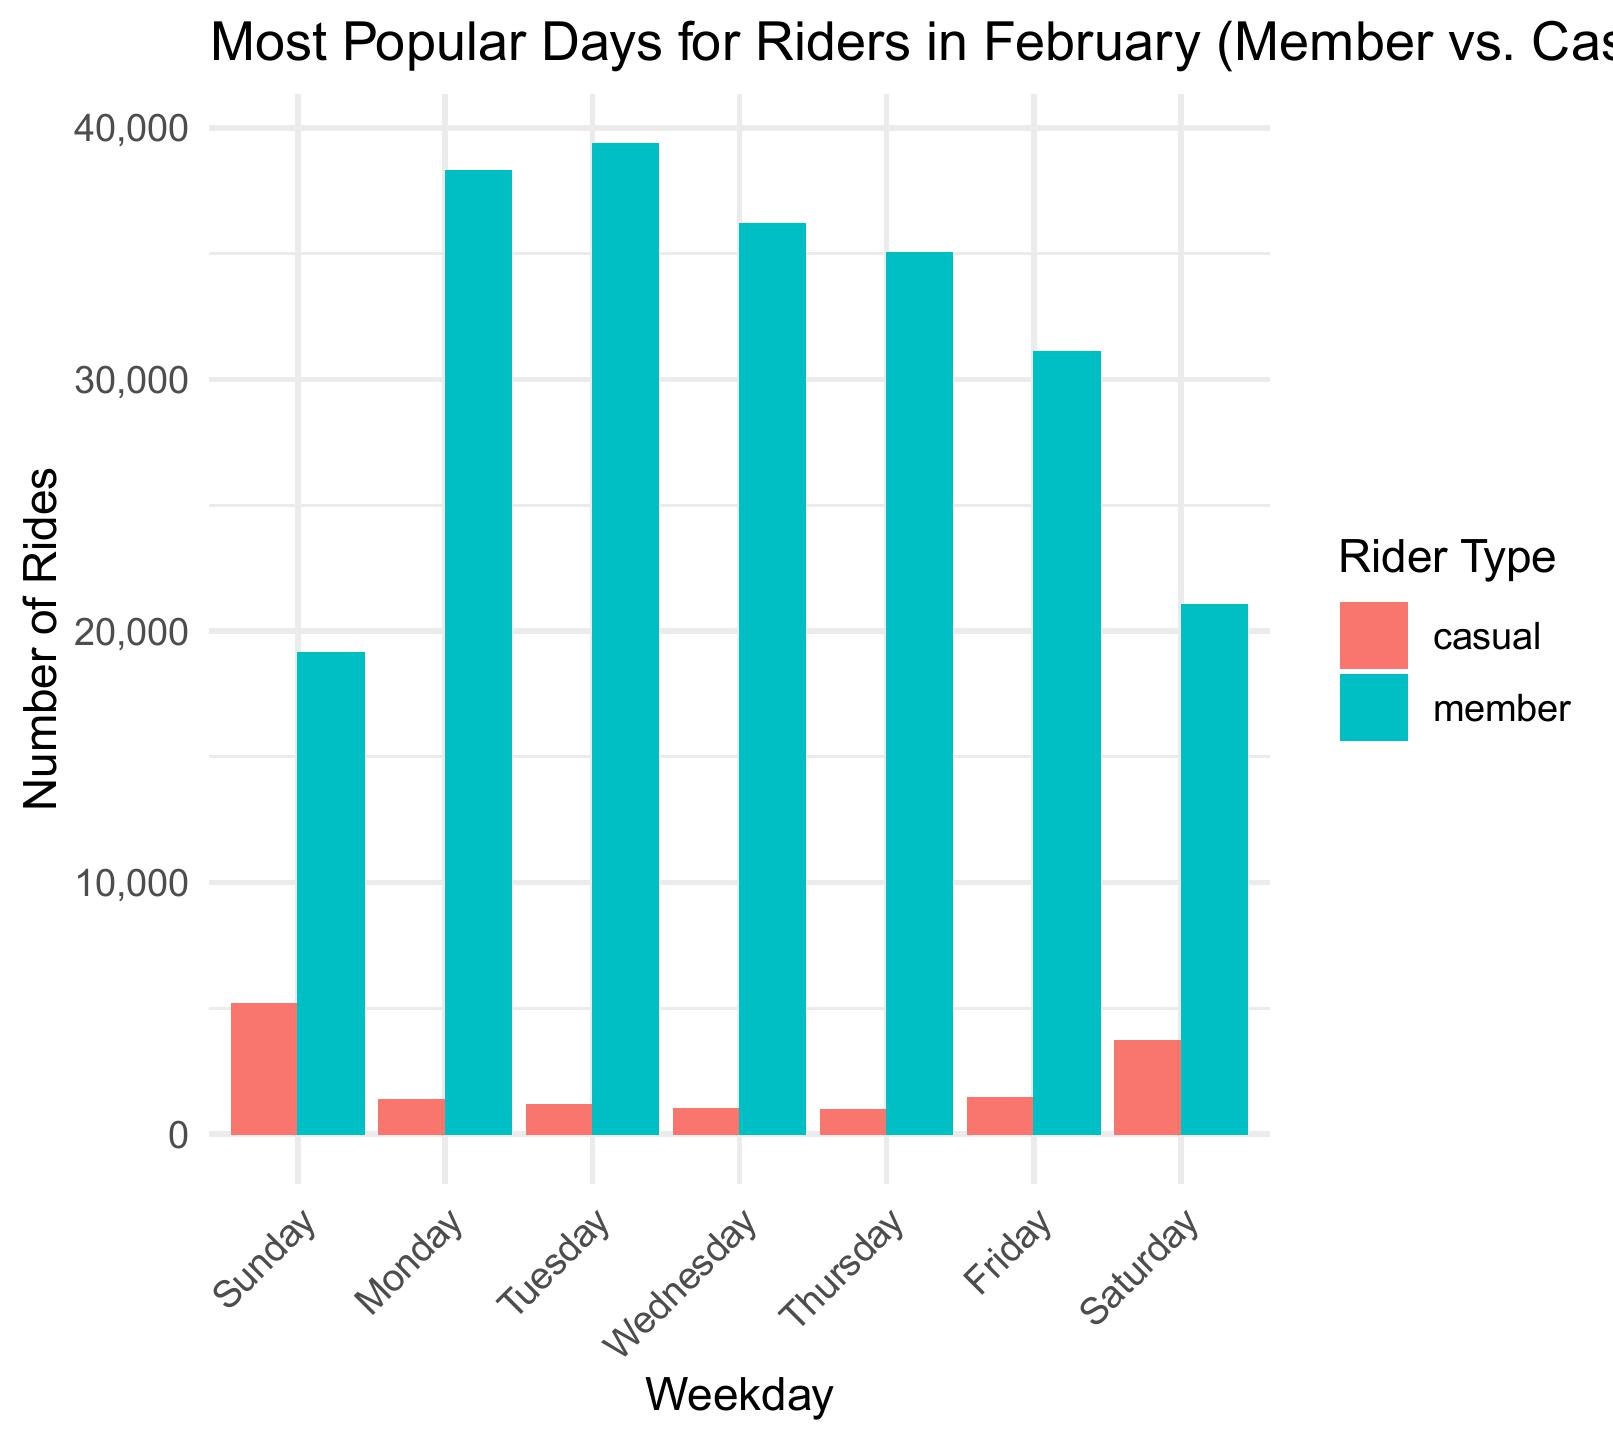 Most Popular Days for Riders in February (Member vs. Cas
40,000
30,000
20,000
10,000
0
Number of Rides
Sunday
Monday
Tuesday
Wednesday
Thursday
Friday
Saturday
Weekday
Rider Type
casual
member